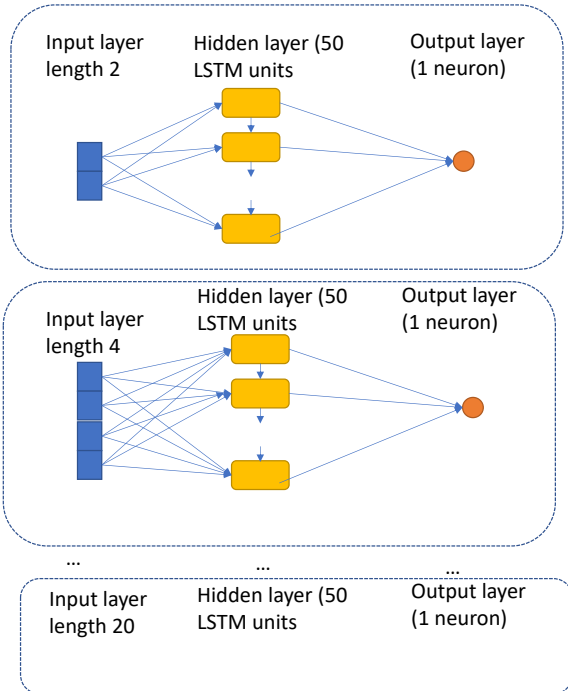 Input layer
length 2
Hidden layer (50
LSTM units
Output layer
(1 neuron)
Input layer
length 4
Hidden layer (50
LSTM units
Output layer
(1 neuron)
... ... ...
Input layer
length 20
Hidden layer (50
LSTM units
Output layer
(1 neuron)